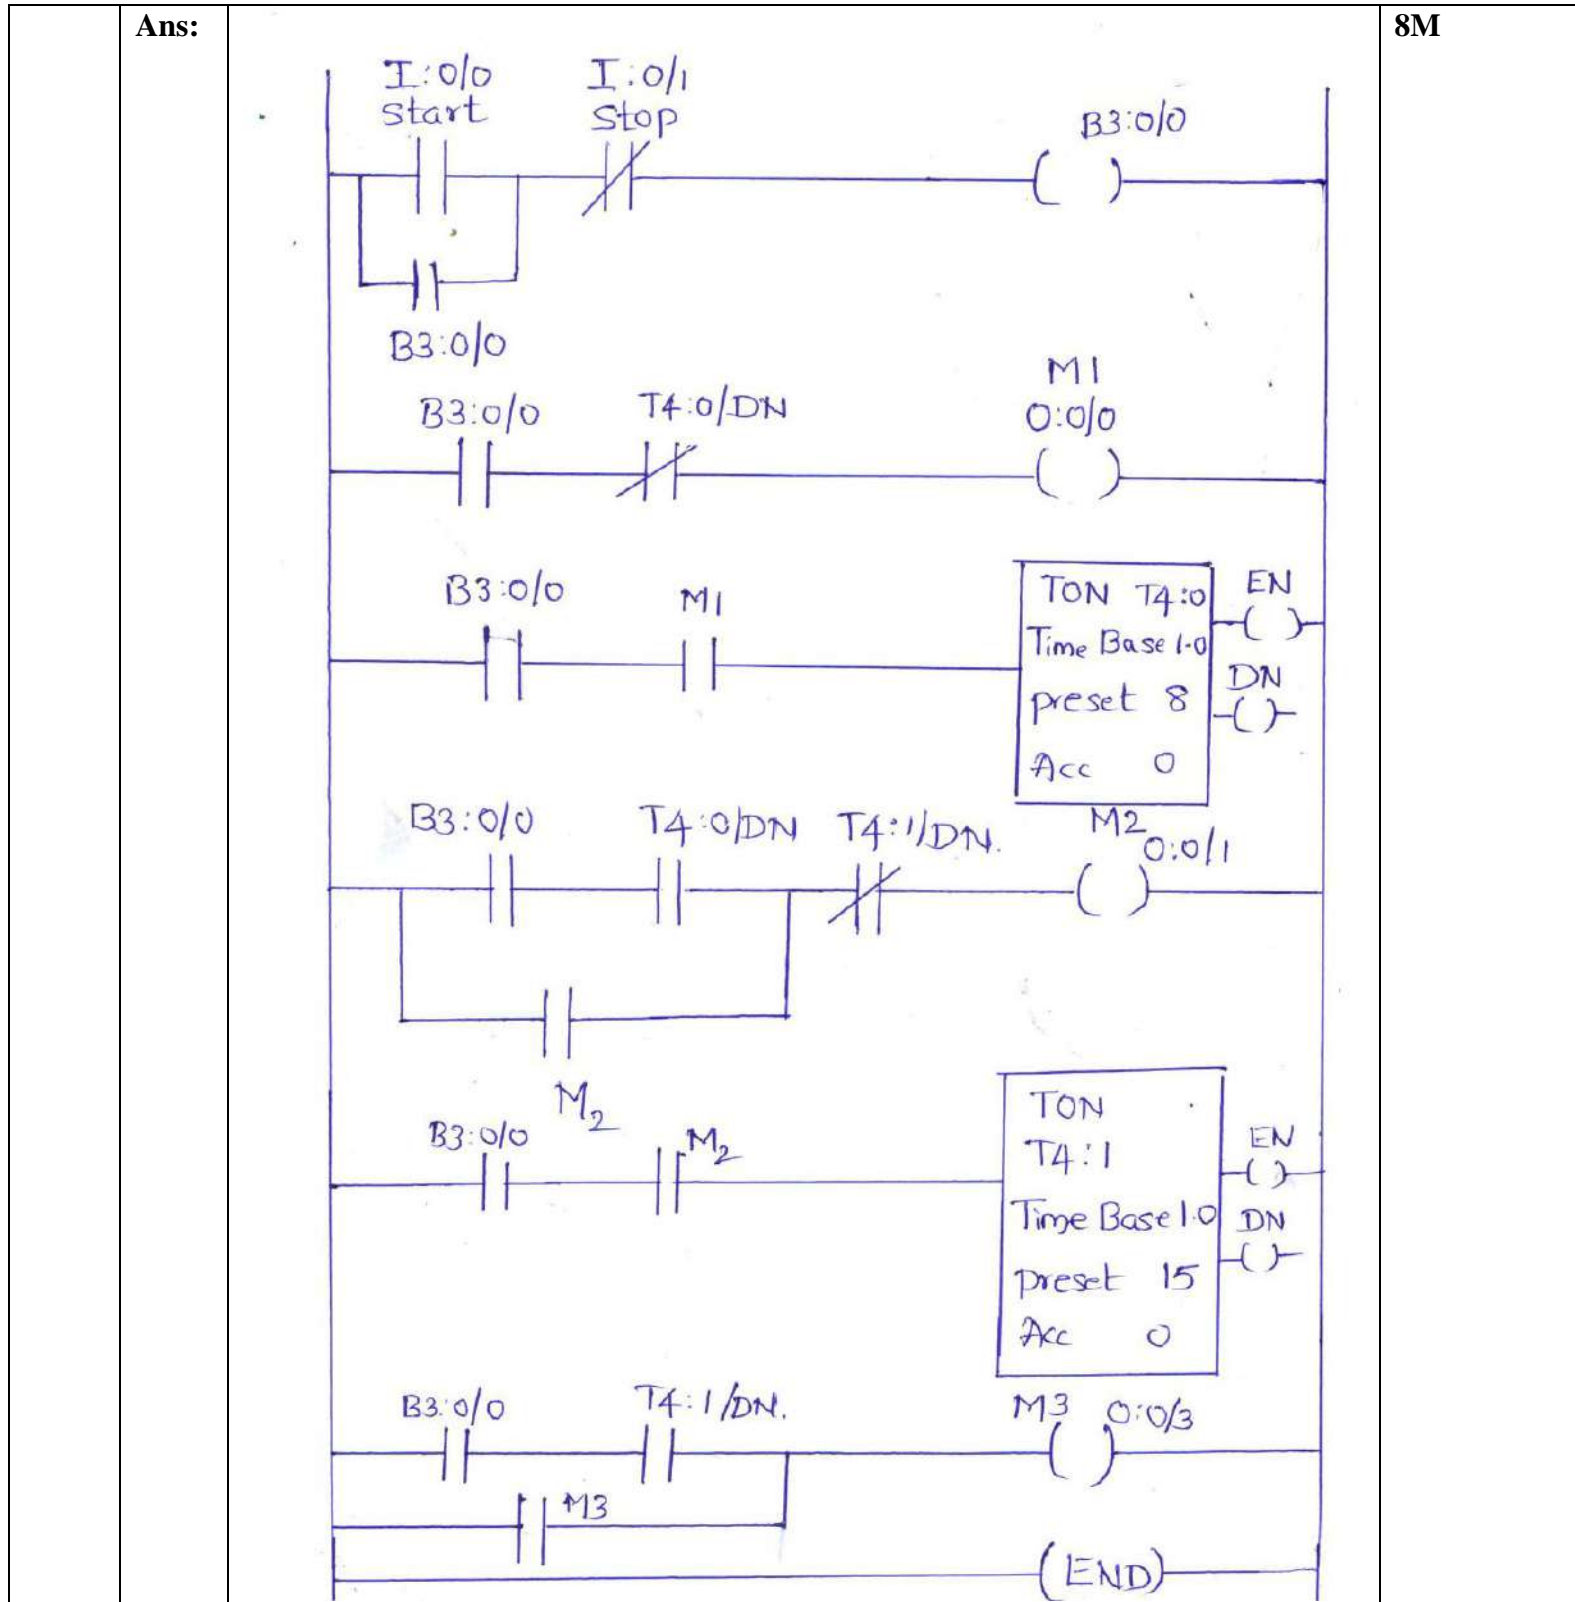 Ans:
8M
I:0/0
Start
I:0/1
Stop
B3:0/0
B3:0/0
M1
B3:0/0
T4:0/DN
O:0/0
B3:0/0
M1
TON T4:0
EN
Time Base 1.0
DN
preset 8
Acc 0
B3:0/0
T4:0/DN
T4:1/DN.
M2
O:0/1
M2
B3:0/0
M2
TON
T4:1
EN
Time Base 1.0
DN
preset 15
Acc 0
B3:0/0
T4:1/DN.
M3
O:0/3
M3
(END)